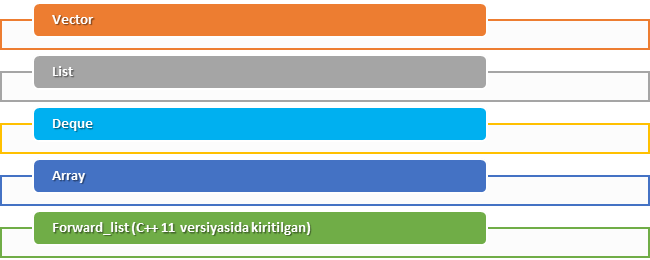 Vector
List
Deque
Array
Forward_list (C++ 11 versiyasida kiritilgan)